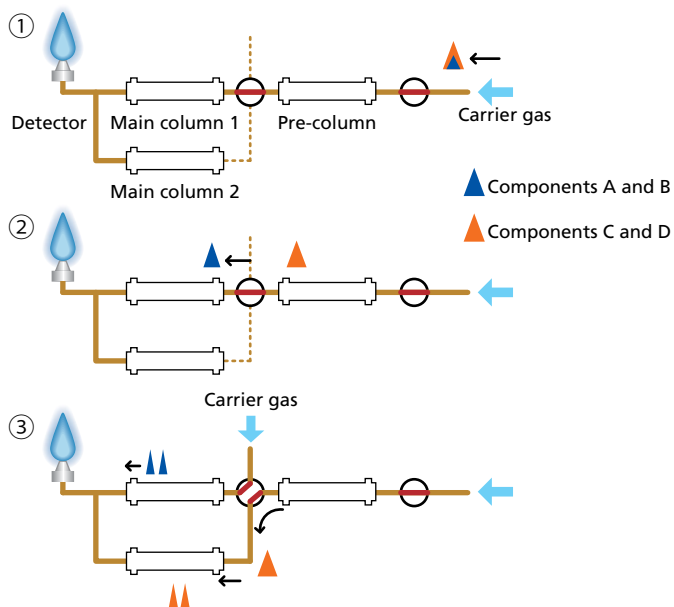 ①
Detector
Main column 1
Pre-column
Carrier gas
Main column 2
Components A and B
Components C and D
②
Carrier gas
③